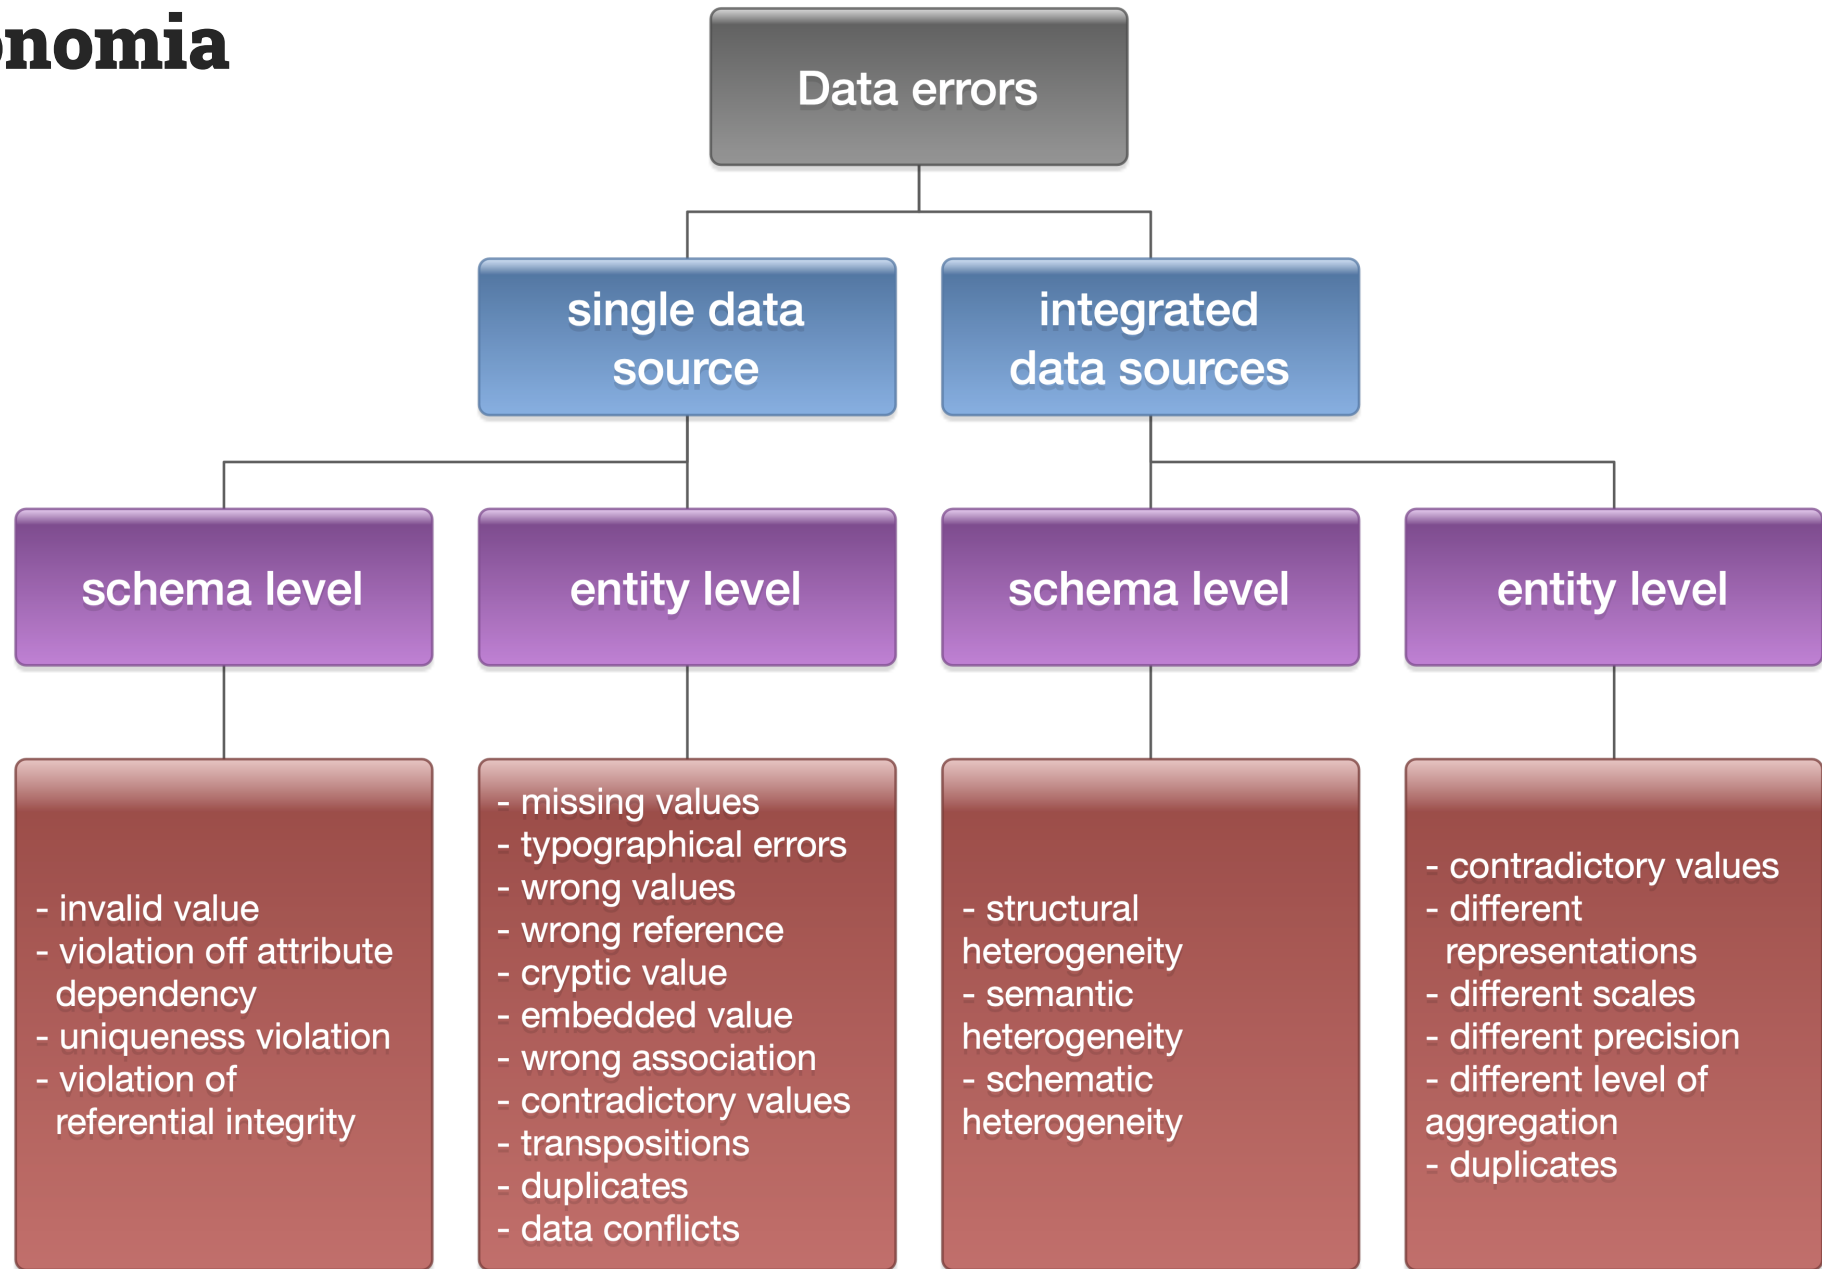 onomia
Data errors
single data
source
integrated
data sources
schema level
entity level
schema level
entity level
- invalid value
- violation off attribute
dependency
- uniqueness violation
- violation of
referential integrity
- missing values
- typographical errors
- wrong values
- wrong reference
- cryptic value
- embedded value
- wrong association
- contradictory values
- transpositions
- duplicates
- data conflicts
- structural
heterogeneity
- semantic
heterogeneity
- schematic
heterogeneity
- contradictory values
- different
representations
- different scales
- different precision
- different level of
aggregation
- duplicates